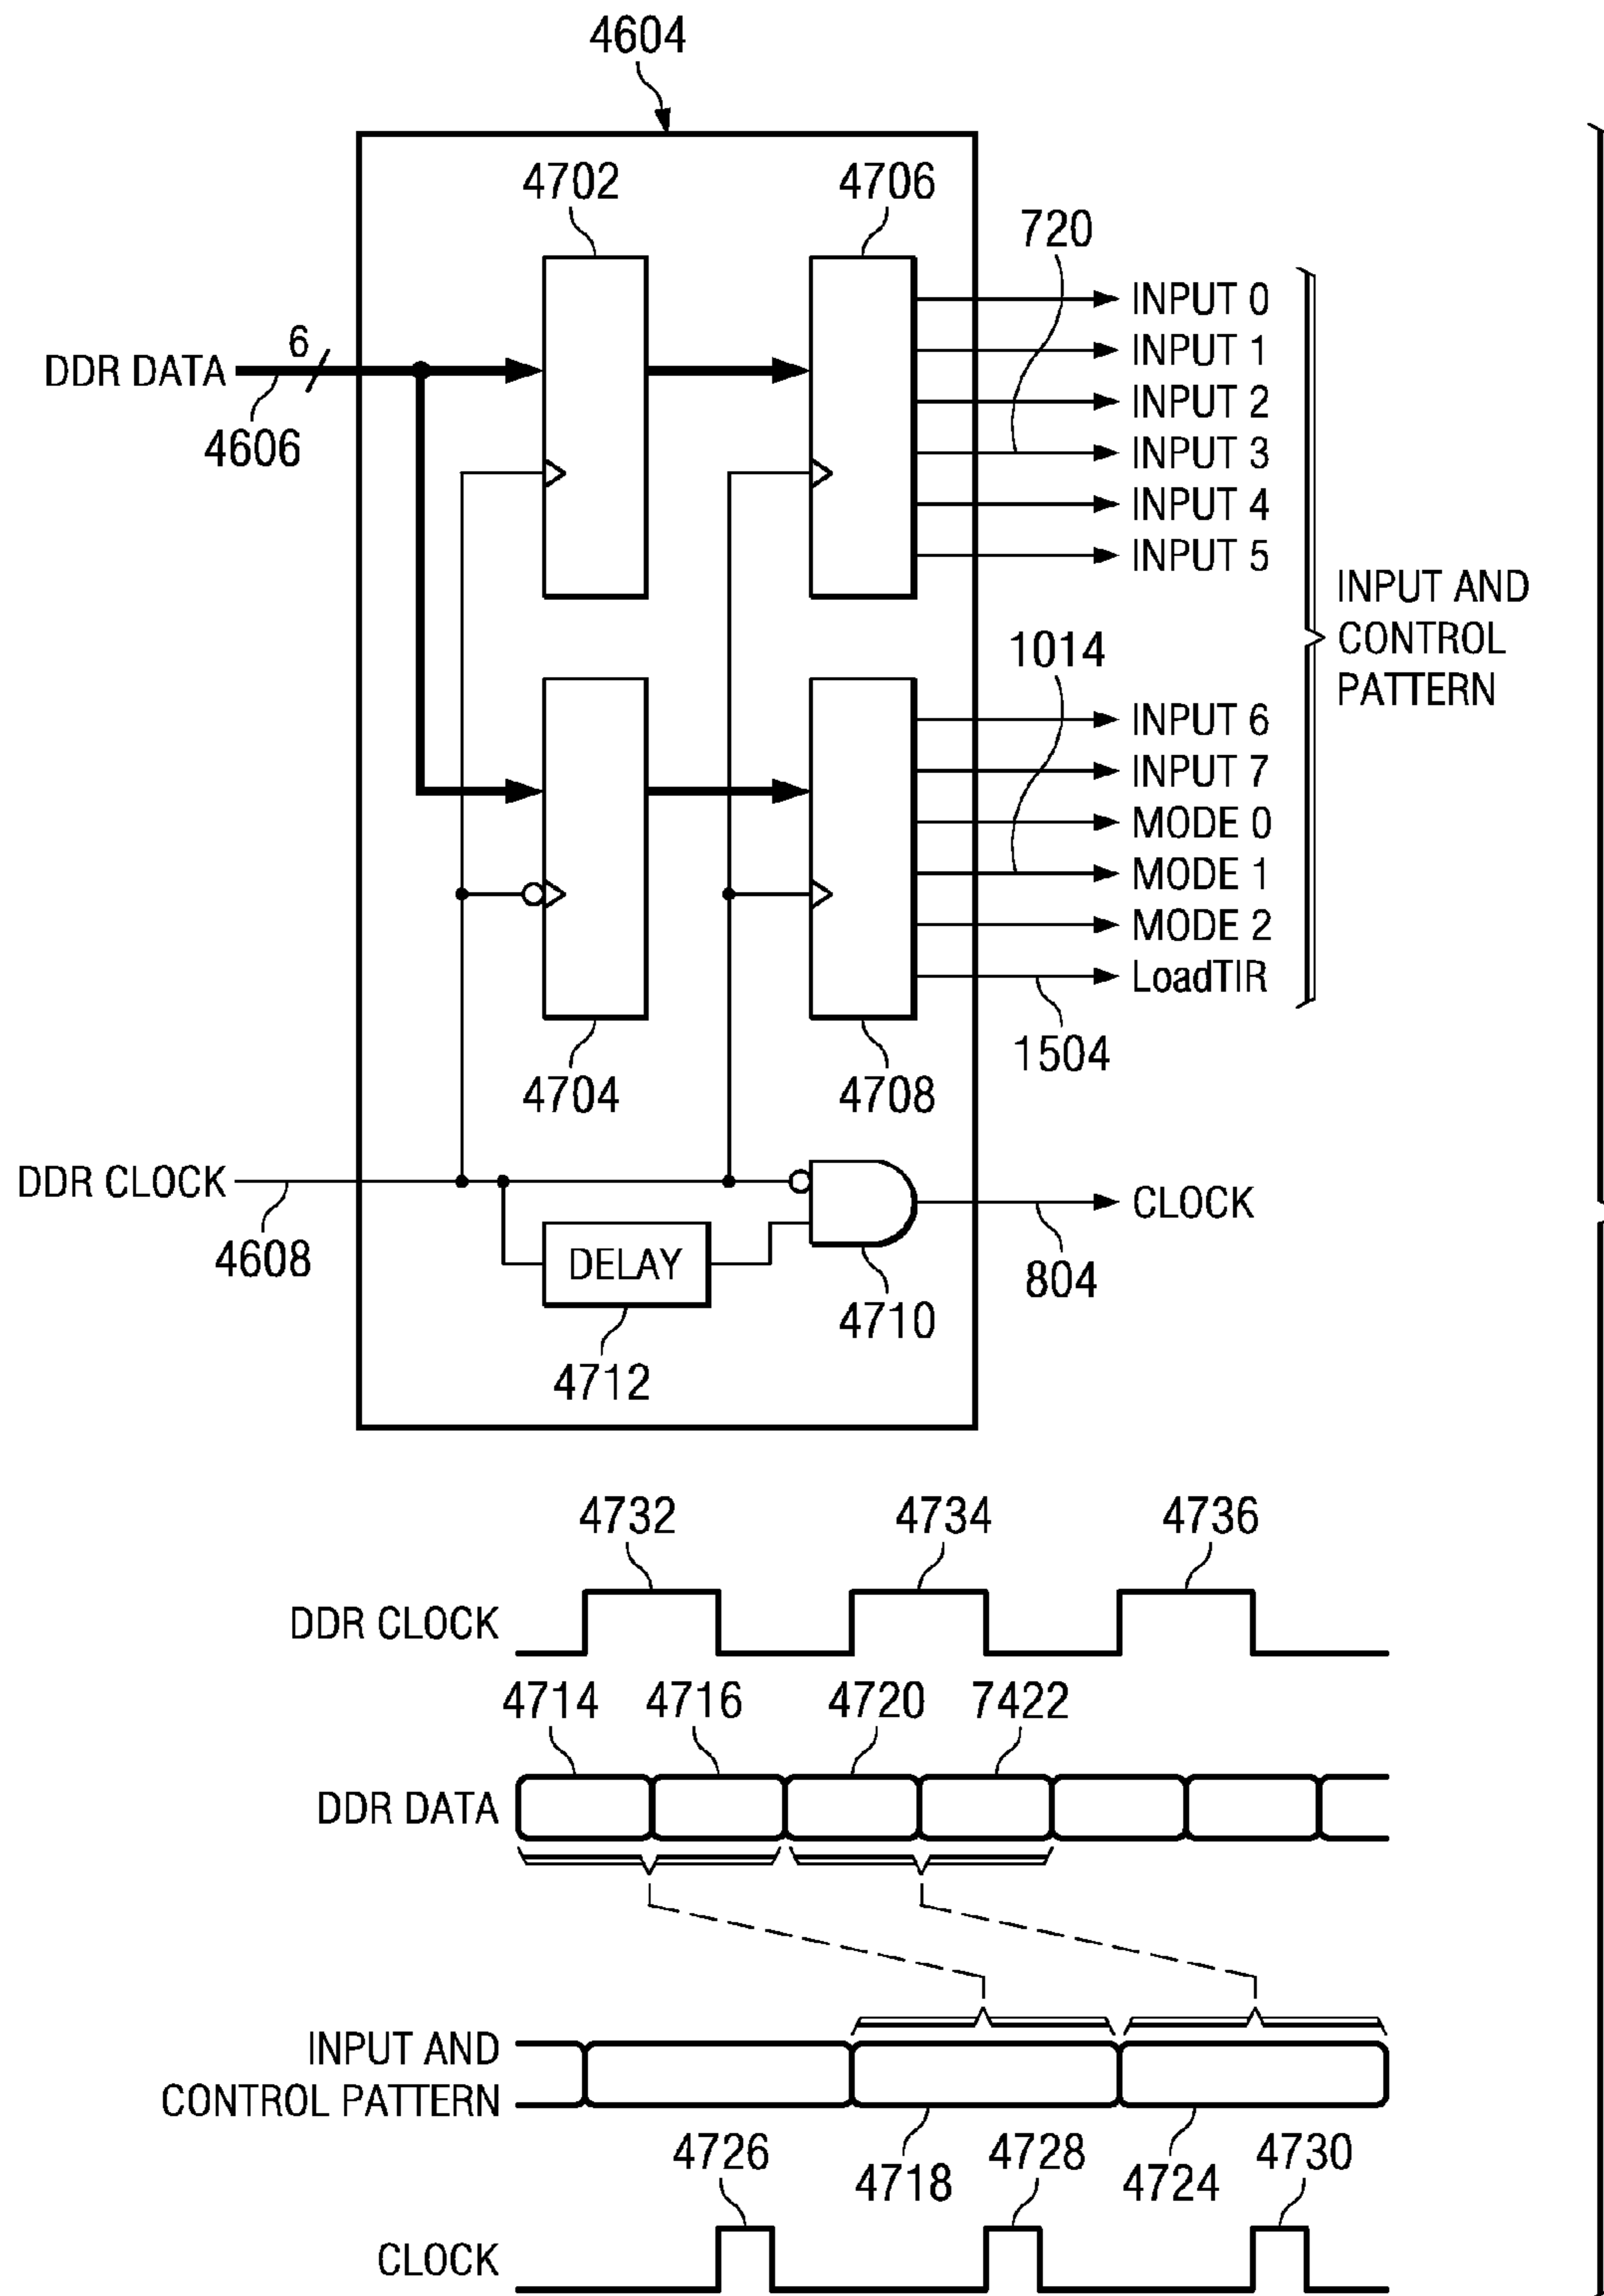 4604
4702
4706
720
INPUT 0
INPUT 1
6
DDR DATA
INPUT 2
4606
INPUT 3
INPUT 4
INPUT 5
INPUT AND
CONTROL
PATTERN
1014
INPUT 6
INPUT 7
MODE 0
MODE 1
MODE 2
LoadTIR
1504
4704
4708
DDR CLOCK
CLOCK
4608
DELAY
804
4710
4712
4732
4734
4736
DDR CLOCK
4714
4716
4720
7422
DDR DATA
INPUT AND
CONTROL PATTERN
4726
4718
4728
4724
4730
CLOCK